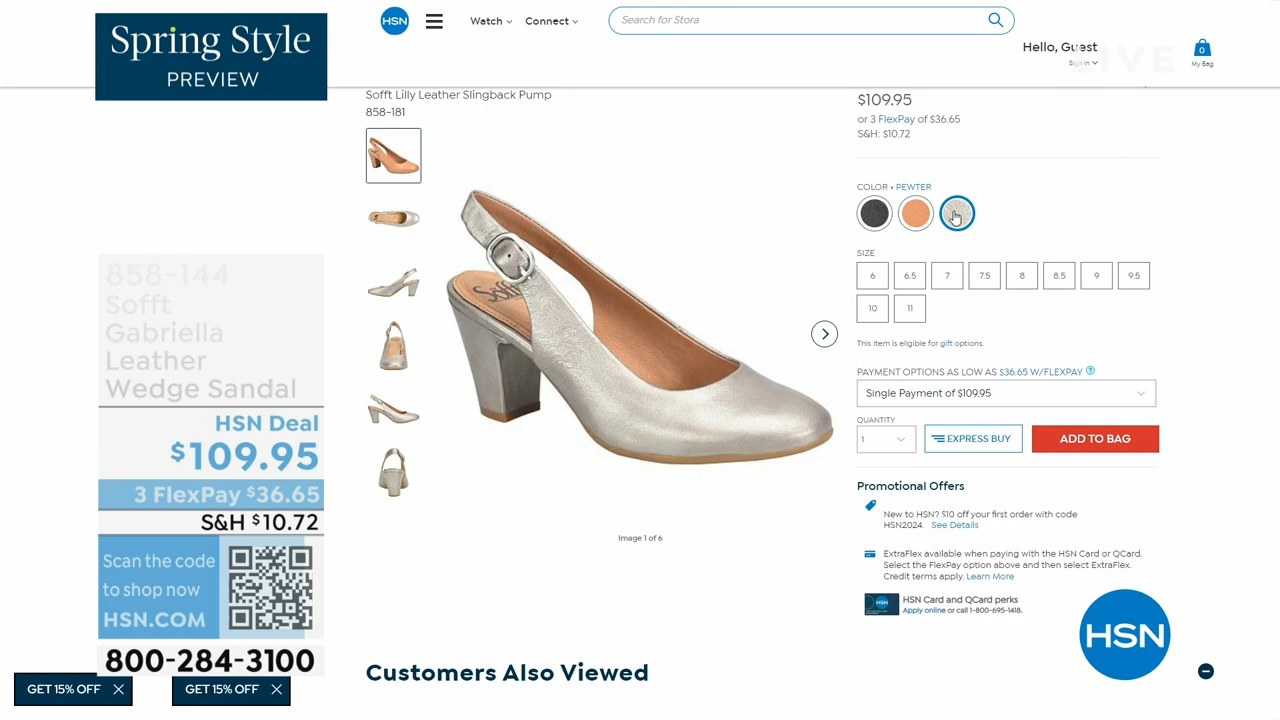 Spring Style
PREVIEW
HSN
Watch
Connect
Search for Stora
Hello, Guest
Sign In
LIVE
0
My Bag
Sofft Lilly Leather Slingback Pump
858-181
$109.95
or 3 FlexPay of $36.65
S&H: $10.72
COLOR • PEWTER
SIZE
6
6.5
7
7.5
8
8.5
9
9.5
10
11
This item is eligible for gift options.
PAYMENT OPTIONS AS LOW AS $36.65 W/FLEXPAY ?
Single Payment of $109.95
QUANTITY
1
EXPRESS BUY
ADD TO BAG
Promotional Offers
New to HSN? $10 off your first order with code
HSN2024. See Details
ExtraFlex available when paying with the HSN Card or QCard.
Select the FlexPay option above and then select ExtraFlex.
Credit terms apply. Learn More
HSN
HSN Card and QCard perks
Apply online or call 1-800-695-1418.
Sofft
Image 1 of 6
858-144
Sofft
Gabriella
Leather
Wedge Sandal
HSN Deal
$109.95
3 FlexPay $36.65
S&H $10.72
Scan the code
to shop now
HSN.COM
800-284-3100
GET 15% OFF
GET 15% OFF
Customers Also Viewed
HSN